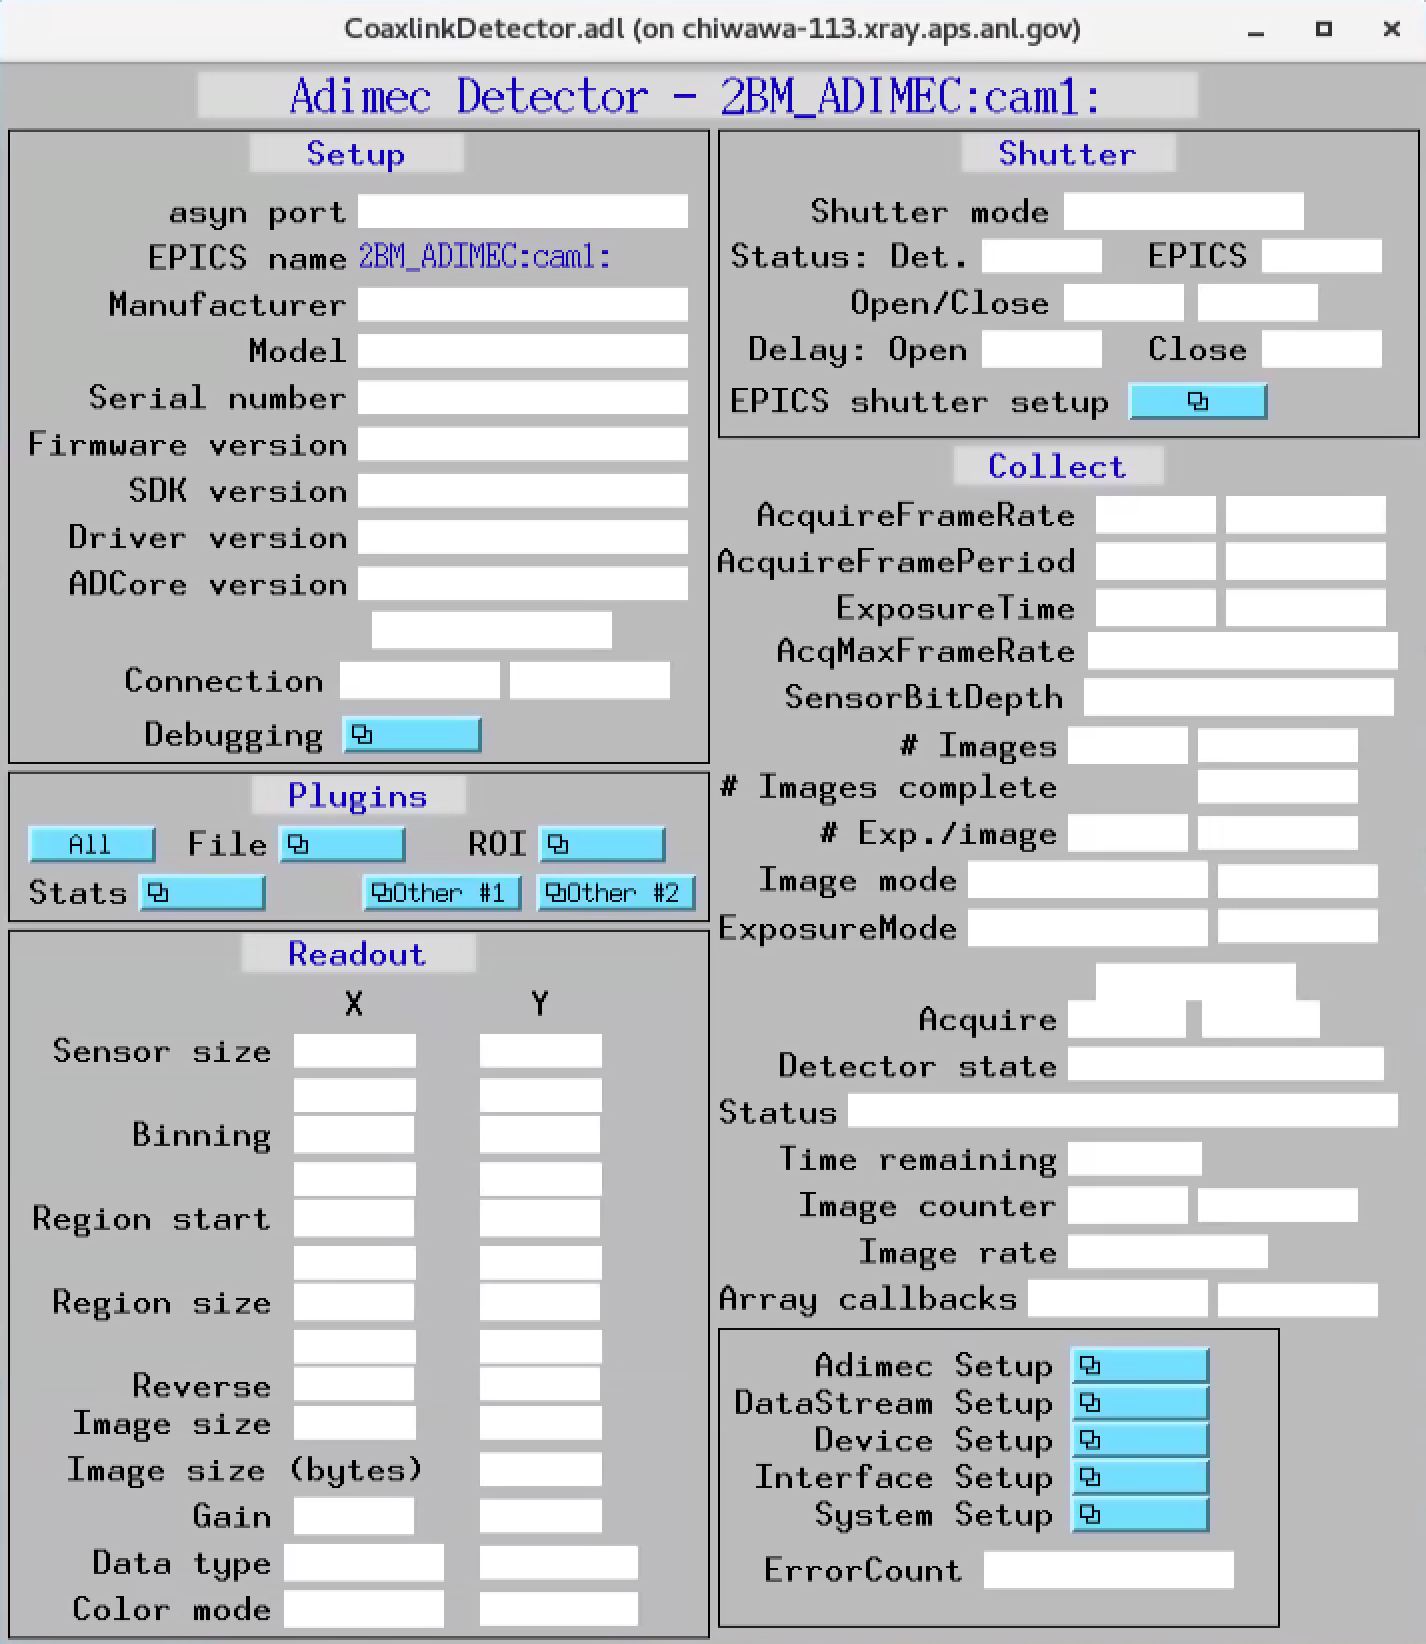 CoaxlinkDetector.adl (on chiwawa-113.xray.aps.anl.gov)
Adimec Detector - 2BM_ADIMEC:cam1:
Setup
asyn port
EPICS name 2BM_ADIMEC:cam1:
Manufacturer
Model
Serial number
Firmware version
SDK version
Driver version
ADCore version
Connection
Debugging
Plugins
All File ROI
Stats Other #1 Other #2
Readout
X Y
Sensor size
Binning
Region start
Region size
Reverse
Image size
Image size (bytes)
Gain
Data type
Color mode
Shutter
Shutter mode
Status: Det. EPICS
Open/Close
Delay: Open Close
EPICS shutter setup
Collect
AcquireFrameRate
AcquireFramePeriod
ExposureTime
AcqMaxFrameRate
SensorBitDepth
# Images
# Images complete
# Exp./image
Image mode
ExposureMode
Acquire
Detector state
Status
Time remaining
Image counter
Image rate
Array callbacks
Adimec Setup
DataStream Setup
Device Setup
Interface Setup
System Setup
ErrorCount